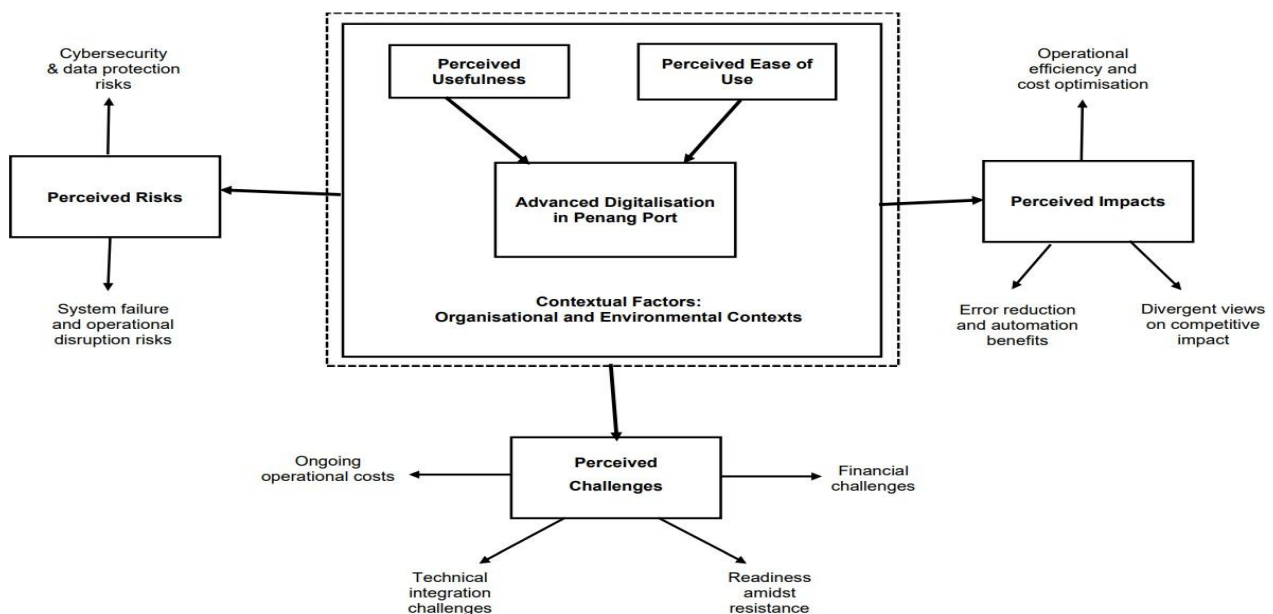 Cybersecurity
& data protection
risks
Perceived
Usefulness
Perceived Ease of
Use
Operational
efficiency and
cost optimisation
Perceived Risks
Advanced Digitalisation
in Penang Port
Perceived Impacts
System failure
and operational
disruption risks
Contextual Factors:
Organisational and Environmental Contexts
Error reduction
and automation
benefits
Divergent views
on competitive
impact
Ongoing
operational costs
Perceived
Challenges
Financial
challenges
Technical
integration
challenges
Readiness
amidst
resistance